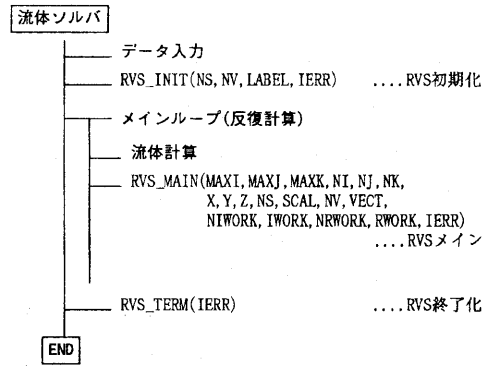 流体ソルバ
データ入力
RVS_INIT(NS,NV,LABEL,IERR) ....RVS初期化
メインループ(反復計算)
流体計算
RVS_MAIN(MAXI,MAXJ,MAXK,NI,NJ,NK,
X,Y,Z,NS,SCAL,NV,VECT,
NIWORK,IWORK,NRWORK,RWORK,IERR)
....RVSメイン
RVS_TERM(IERR) ....RVS終了化
END